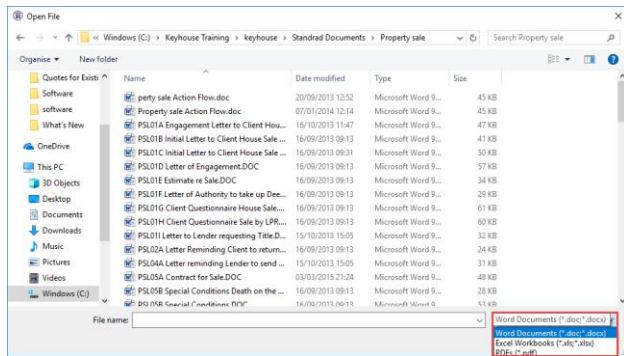 Open File
« Windows (C:) › Keyhouse Training › keyhouse › Standrad Documents › Property sale
Search Property sale
Organise
New folder
Quotes for Existi
Software
software
What's New
OneDrive
This PC
3D Objects
Desktop
Documents
Downloads
Music
Pictures
Videos
Windows (C:)
Name Date modified Type Size
perty sale Action Flow.doc 20/09/2013 12:52 Microsoft Word 9... 45 KB
Property sale Action Flow.doc 07/01/2014 12:14 Microsoft Word 9... 45 KB
PSL01A Engagement Letter to Client Hou... 16/10/2013 11:47 Microsoft Word 9... 47 KB
PSL01B Initial Letter to Client House Sale ... 16/09/2013 09:13 Microsoft Word 9... 41 KB
PSL01C Initial Letter to Client House Sale ... 16/09/2013 09:31 Microsoft Word 9... 50 KB
PSL01D Letter of Engagement.DOC 16/09/2013 09:13 Microsoft Word 9... 57 KB
PSL01E Estimate re Sale.DOC 16/09/2013 09:13 Microsoft Word 9... 34 KB
PSL01F Letter of Authority to take up Dee... 16/09/2013 09:13 Microsoft Word 9... 29 KB
PSL01G Client Questionnaire House Sale.... 16/09/2013 09:13 Microsoft Word 9... 61 KB
PSL01H Client Questionnaire Sale by LPR.... 16/09/2013 09:13 Microsoft Word 9... 60 KB
PSL01I Letter to Lender requesting Title.D... 15/10/2013 15:05 Microsoft Word 9... 32 KB
PSL02A Letter Reminding Client to return... 16/09/2013 09:13 Microsoft Word 9... 24 KB
PSL04A Letter reminding Lender to send ... 15/10/2013 15:05 Microsoft Word 9... 31 KB
PSL05A Contract for Sale.DOC 03/03/2015 21:24 Microsoft Word 9... 48 KB
PSL05B Special Conditions Death on the ... 16/09/2013 09:13 Microsoft Word 9... 28 KB
PSL05B Special Conditions.DOC 16/09/2013 09:13 Microsoft Word 9... 53 KB
File name:
Word Documents (*.doc;*.docx)
Word Documents (*.doc;*.docx)
Excel Workbooks (*.xls;*.xlsx)
PDFs (*.pdf)